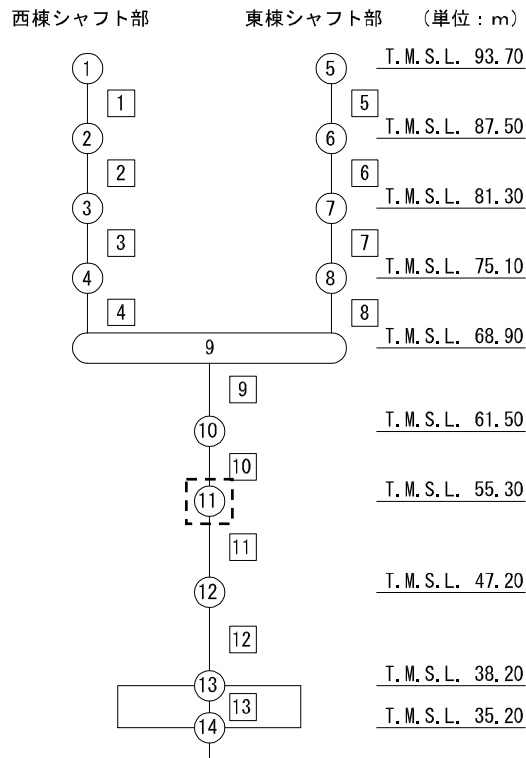 西棟シャフト部 東棟シャフト部 (単位：m)
1 5 T.M.S.L. 93.70
1 5
2 6 T.M.S.L. 87.50
2 6
3 7 T.M.S.L. 81.30
3 7
4 8 T.M.S.L. 75.10
4 8
9 T.M.S.L. 68.90
9
10 T.M.S.L. 61.50
10
11 T.M.S.L. 55.30
11
12 T.M.S.L. 47.20
12
13 T.M.S.L. 38.20
13
14 T.M.S.L. 35.20